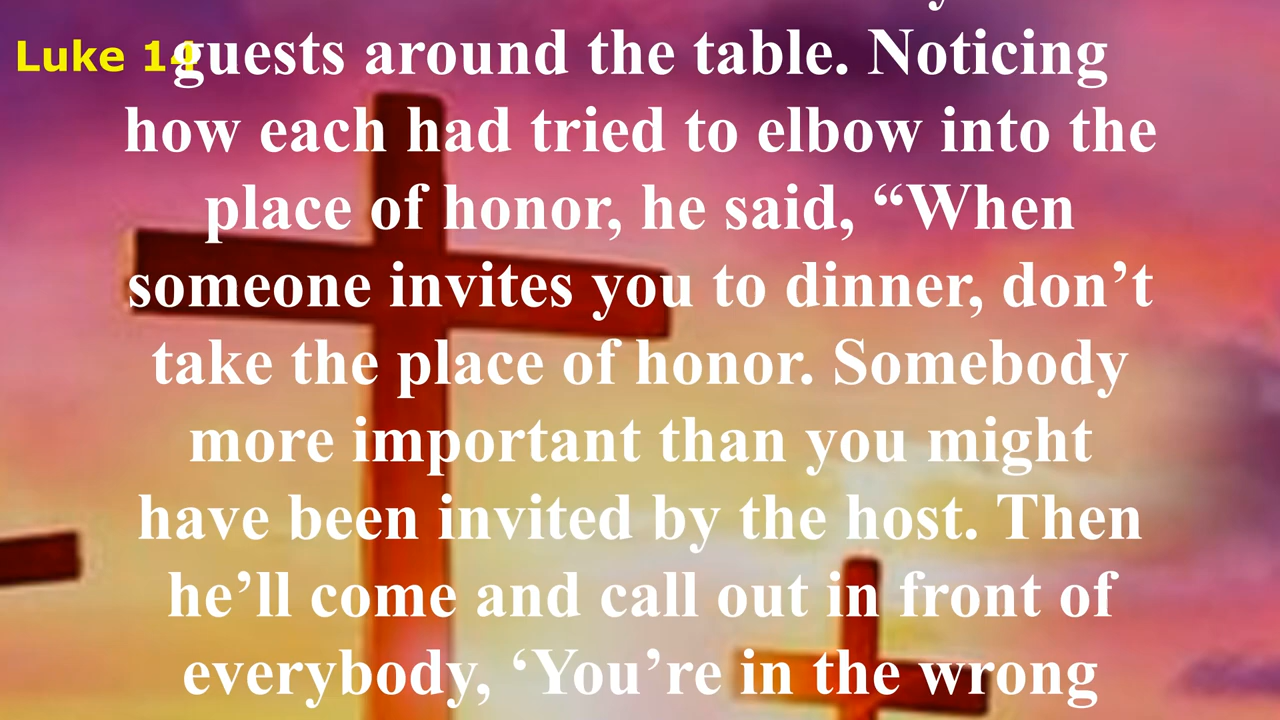 Luke 14
guests around the table. Noticing
how each had tried to elbow into the
place of honor, he said, “When
someone invites you to dinner, don’t
take the place of honor. Somebody
more important than you might
have been invited by the host. Then
he’ll come and call out in front of
everybody, ‘You’re in the wrong